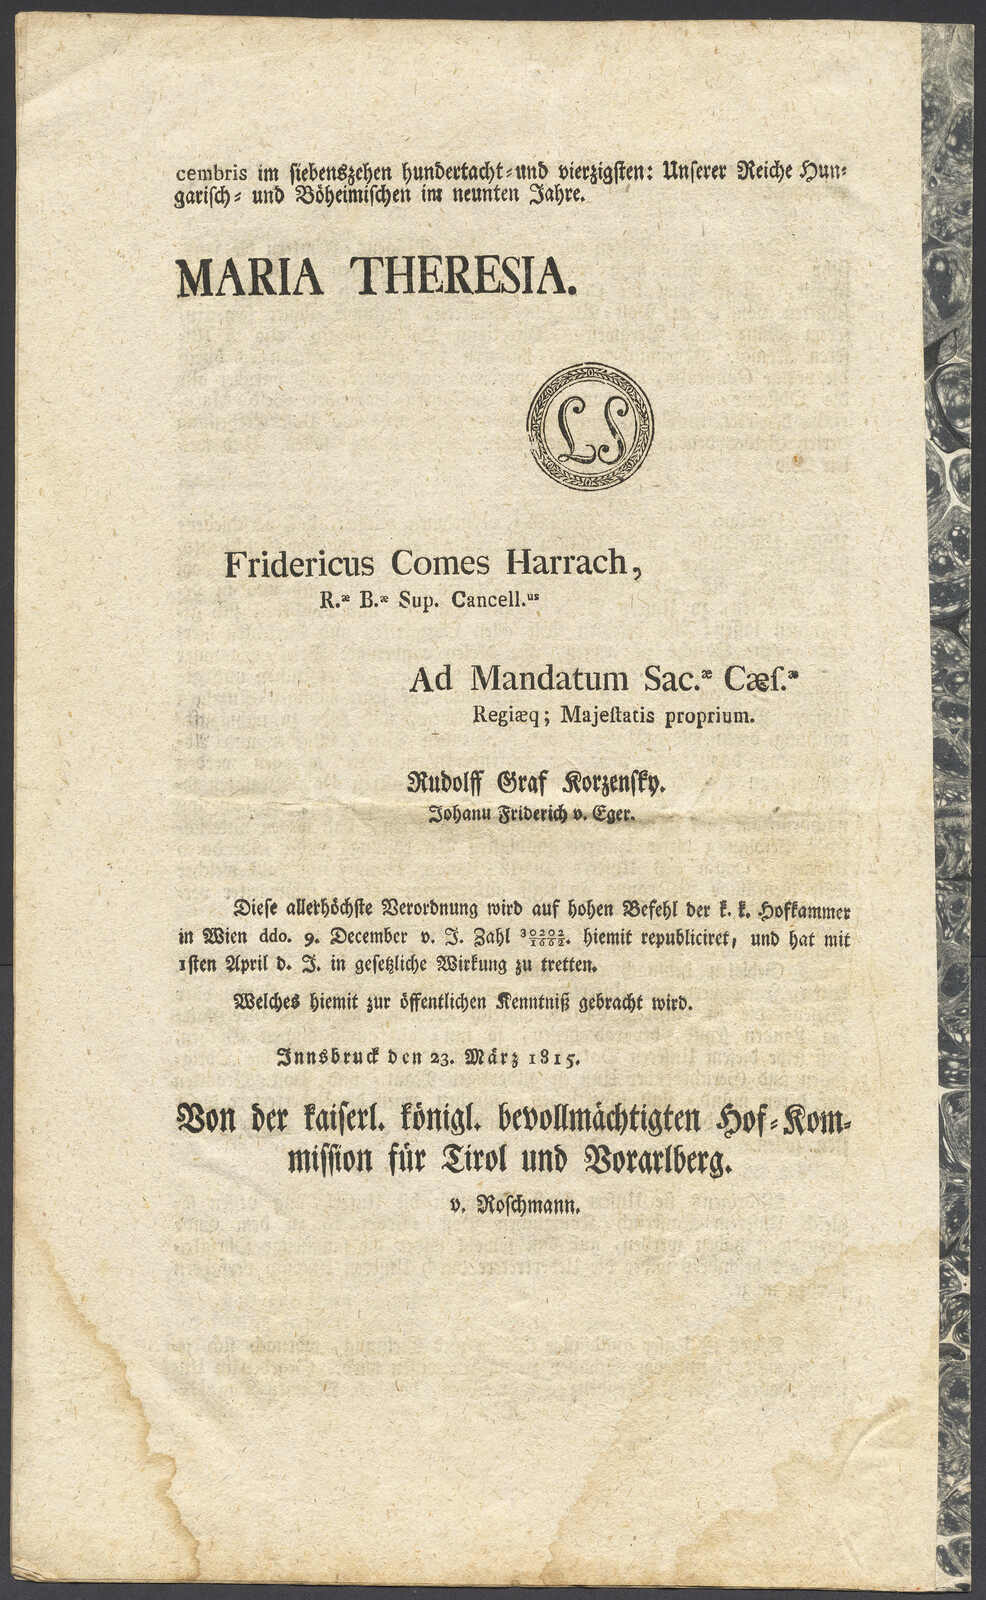 cembris im siebenszehen hundertacht- und vierzigsten: Unserer Reiche Hun-
garisch- und Böheimischen im neunten Jahre.
MARIA THERESIA.
LS
Fridericus Comes Harrach,
R.æ B.æ Sup. Cancell.us
Ad Mandatum Sac.æ Cæſ.æ
Regiæq; Majeſtatis proprium.
Rudolff Graf Korzensky.
Johann Friderich v. Eger.
Diese allerhöchste Verordnung wird auf hohen Befehl der k. k. Hofkammer
in Wien ddo. 9. December v. J. Zahl 30202/1662. hiemit republiciret, und hat mit
1sten April d. J. in gesetzliche Wirkung zu tretten.
Welches hiemit zur öffentlichen Kenntniß gebracht wird.
Innsbruck den 23. März 1815.
Von der kaiserl. königl. bevollmächtigten Hof-Kom-
mission für Tirol und Vorarlberg.
v. Roschmann.